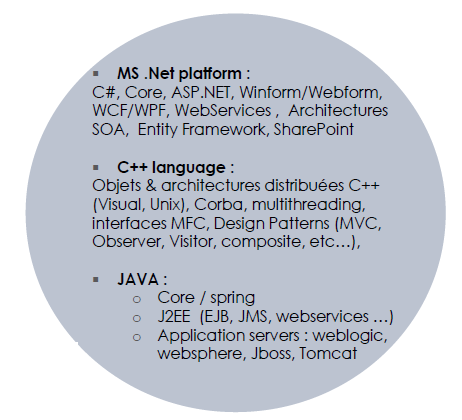 ▪ MS .Net platform :
C#, Core, ASP.NET, Winform/Webform,
WCF/WPF, WebServices , Architectures
SOA, Entity Framework, SharePoint
▪ C++ language :
Objets & architectures distribuées C++
(Visual, Unix), Corba, multithreading,
interfaces MFC, Design Patterns (MVC,
Observer, Visitor, composite, etc…),
▪ JAVA :
o Core / spring
o J2EE (EJB, JMS, webservices …)
o Application servers : weblogic,
websphere, Jboss, Tomcat